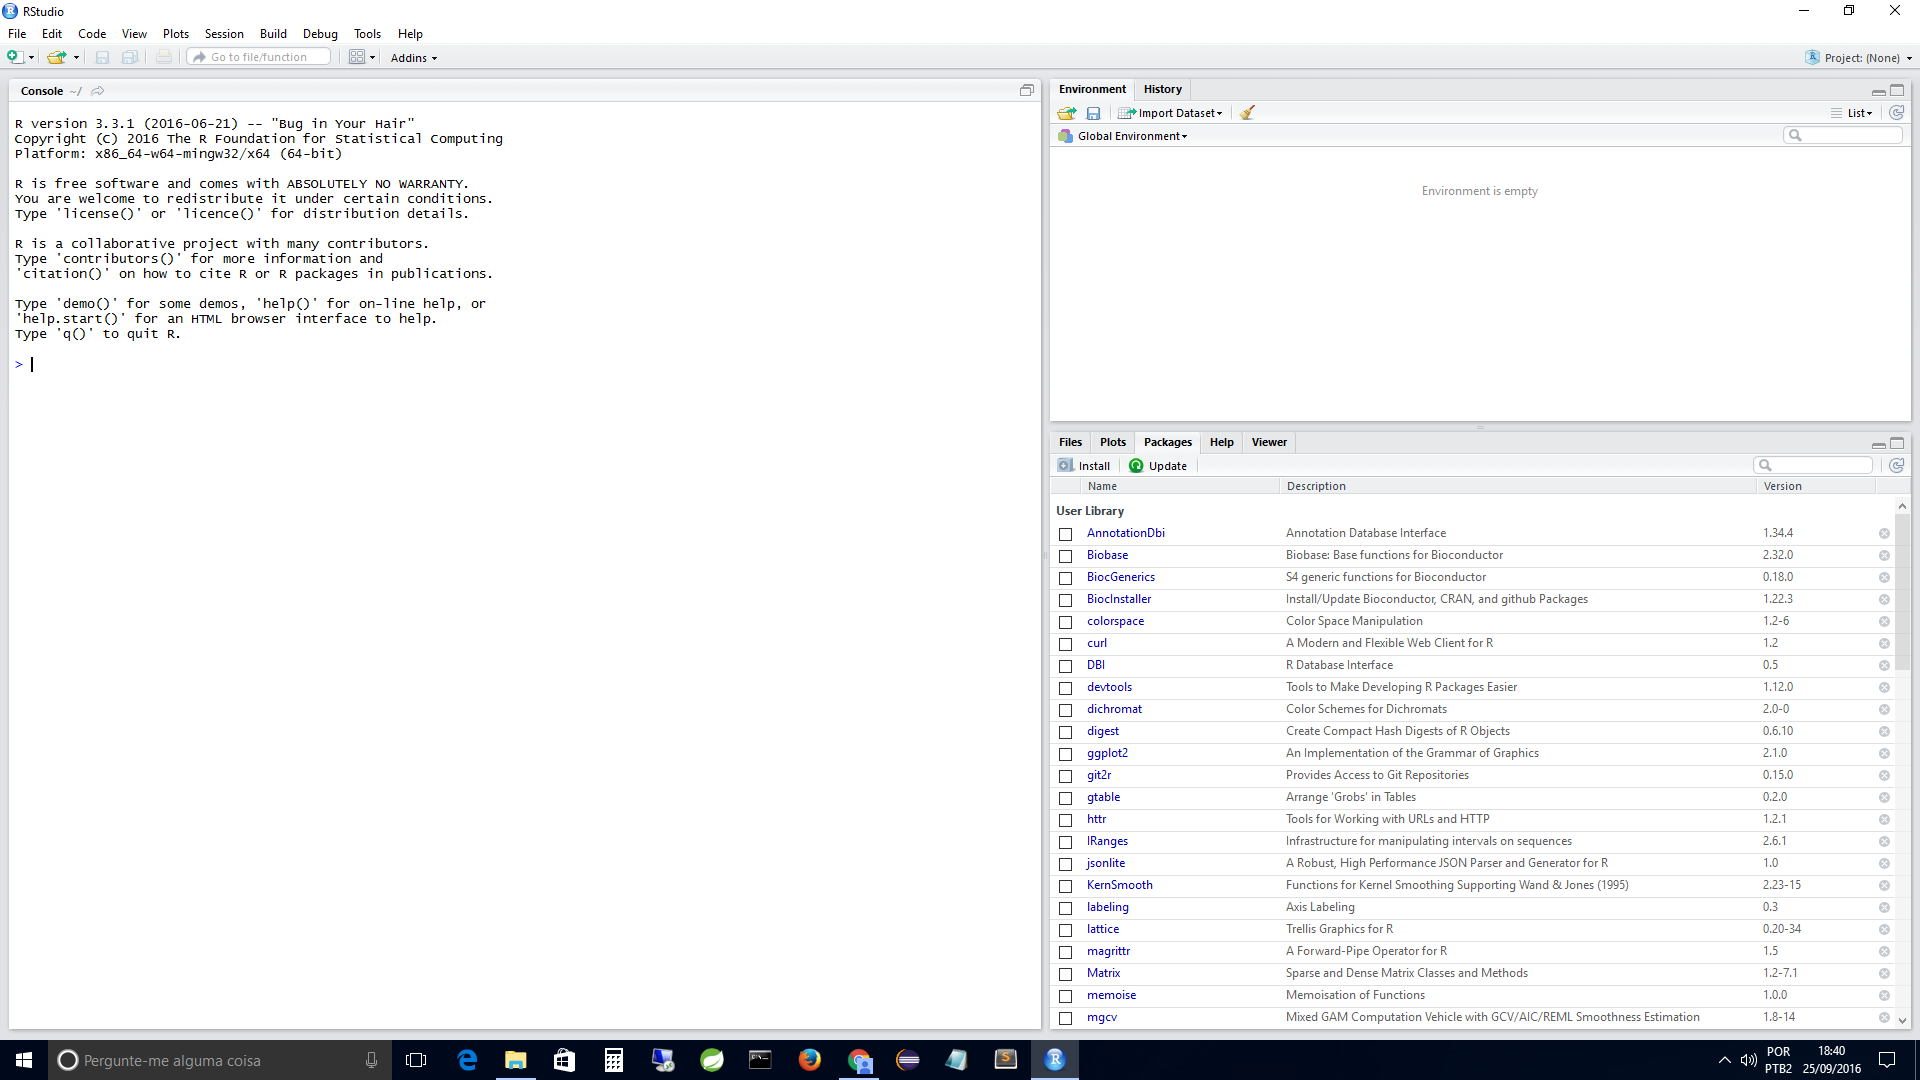 RStudio
File Edit Code View Plots Session Build Debug Tools Help
Go to file/function Addins Project: (None)
Console ~/
R version 3.3.1 (2016-06-21) -- "Bug in Your Hair"
Copyright (C) 2016 The R Foundation for Statistical Computing
Platform: x86_64-w64-mingw32/x64 (64-bit)
R is free software and comes with ABSOLUTELY NO WARRANTY.
You are welcome to redistribute it under certain conditions.
Type 'license()' or 'licence()' for distribution details.
R is a collaborative project with many contributors.
Type 'contributors()' for more information and
'citation()' on how to cite R or R packages in publications.
Type 'demo()' for some demos, 'help()' for on-line help, or
'help.start()' for an HTML browser interface to help.
Type 'q()' to quit R.
>
Environment History
Import Dataset List
Global Environment
Environment is empty
Files Plots Packages Help Viewer
Install Update
Name Description Version
User Library
AnnotationDbi Annotation Database Interface 1.34.4
Biobase Biobase: Base functions for Bioconductor 2.32.0
BiocGenerics S4 generic functions for Bioconductor 0.18.0
BiocInstaller Install/Update Bioconductor, CRAN, and github Packages 1.22.3
colorspace Color Space Manipulation 1.2-6
curl A Modern and Flexible Web Client for R 1.2
DBI R Database Interface 0.5
devtools Tools to Make Developing R Packages Easier 1.12.0
dichromat Color Schemes for Dichromats 2.0-0
digest Create Compact Hash Digests of R Objects 0.6.10
ggplot2 An Implementation of the Grammar of Graphics 2.1.0
git2r Provides Access to Git Repositories 0.15.0
gtable Arrange 'Grobs' in Tables 0.2.0
httr Tools for Working with URLs and HTTP 1.2.1
IRanges Infrastructure for manipulating intervals on sequences 2.6.1
jsonlite A Robust, High Performance JSON Parser and Generator for R 1.0
KernSmooth Functions for Kernel Smoothing Supporting Wand & Jones (1995) 2.23-15
labeling Axis Labeling 0.3
lattice Trellis Graphics for R 0.20-34
magrittr A Forward-Pipe Operator for R 1.5
Matrix Sparse and Dense Matrix Classes and Methods 1.2-7.1
memoise Memoisation of Functions 1.0.0
mgcv Mixed GAM Computation Vehicle with GCV/AIC/REML Smoothness Estimation 1.8-14
Pergunte-me alguma coisa
POR 18:40
PTB2 25/09/2016